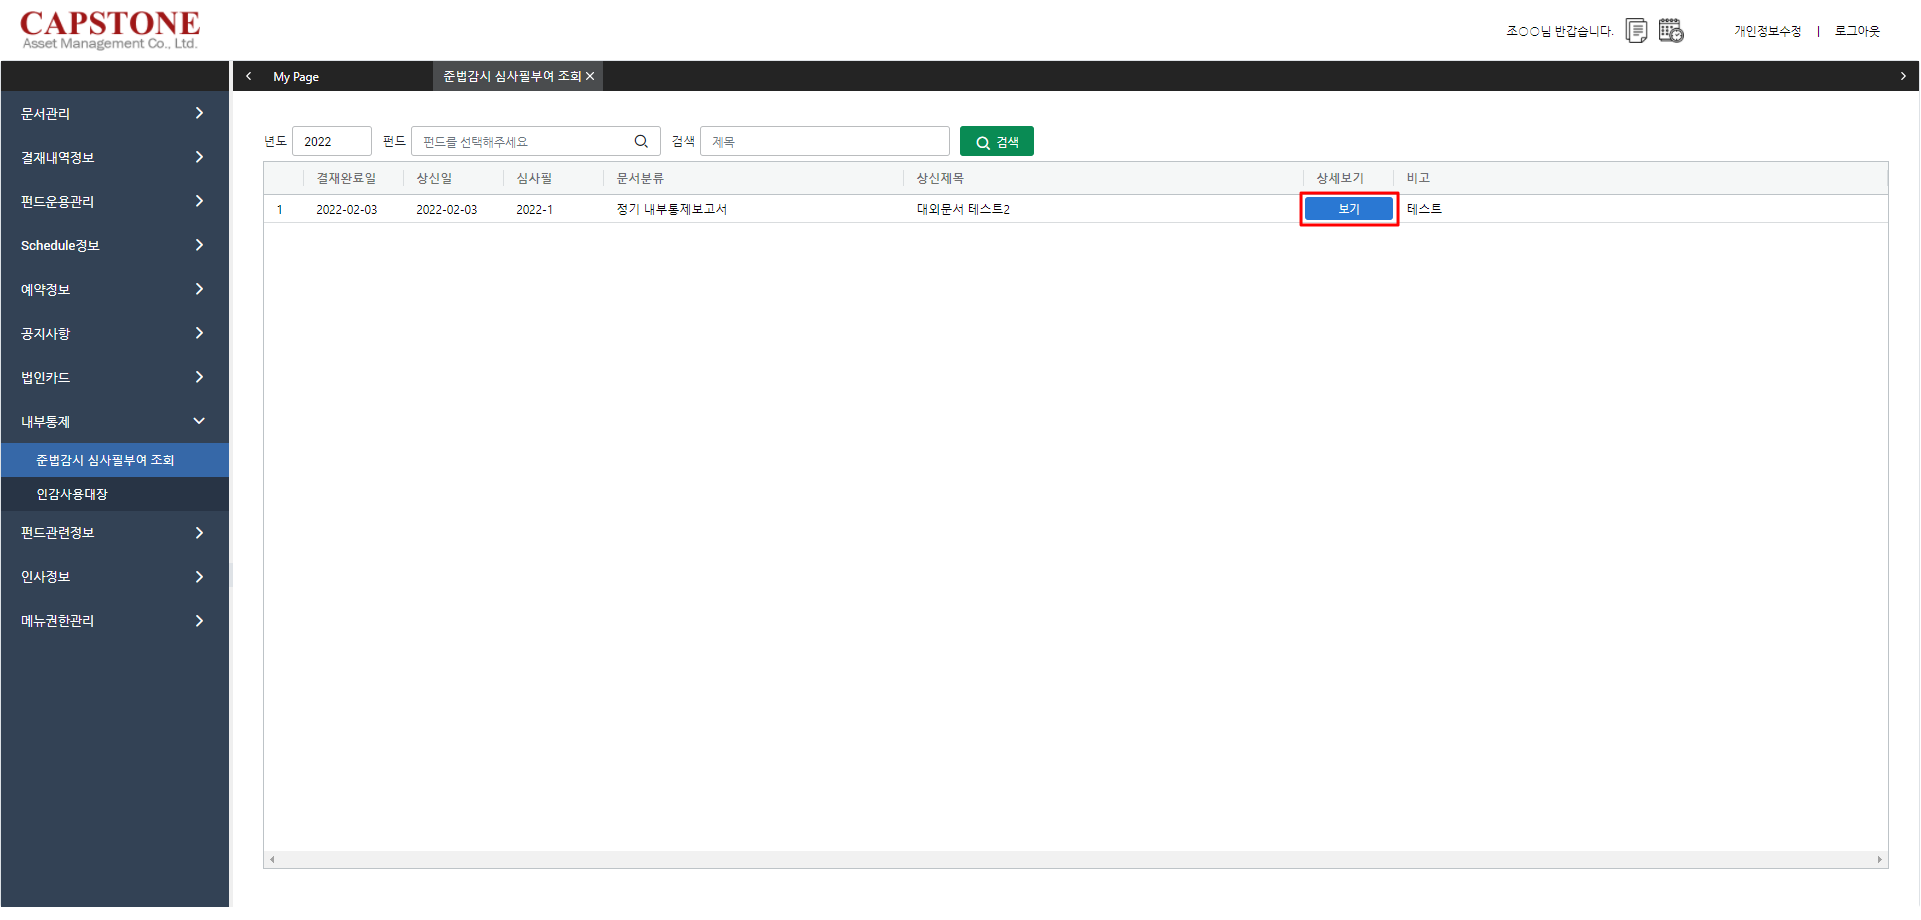 CAPSTONE
Asset Management Co., Ltd.
조○○님 반갑습니다.
개인정보수정 | 로그아웃
My Page
준법감시 심사필부여 조회
문서관리
결재내역정보
펀드운용관리
Schedule정보
예약정보
공지사항
법인카드
내부통제
준법감시 심사필부여 조회
인감사용대장
펀드관련정보
인사정보
메뉴권한관리
년도 2022 펀드 펀드를 선택해주세요 검색 제목 검색
결재완료일 상신일 심사필 문서분류 상신제목 상세보기 비고
1 2022-02-03 2022-02-03 2022-1 정기 내부통제보고서 대외문서 테스트2 보기 테스트